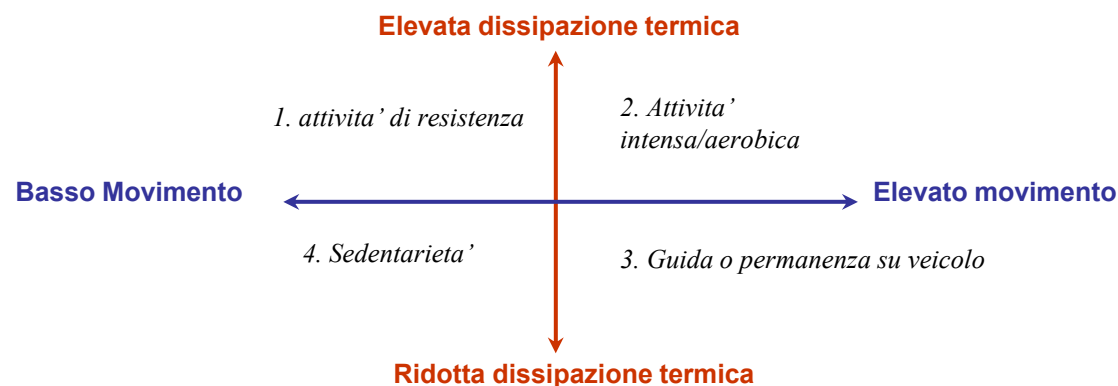 Elevata dissipazione termica
1. attivita’ di resistenza
2. Attivita’
intensa/aerobica
Basso Movimento
Elevato movimento
4. Sedentarieta’
3. Guida o permanenza su veicolo
Ridotta dissipazione termica